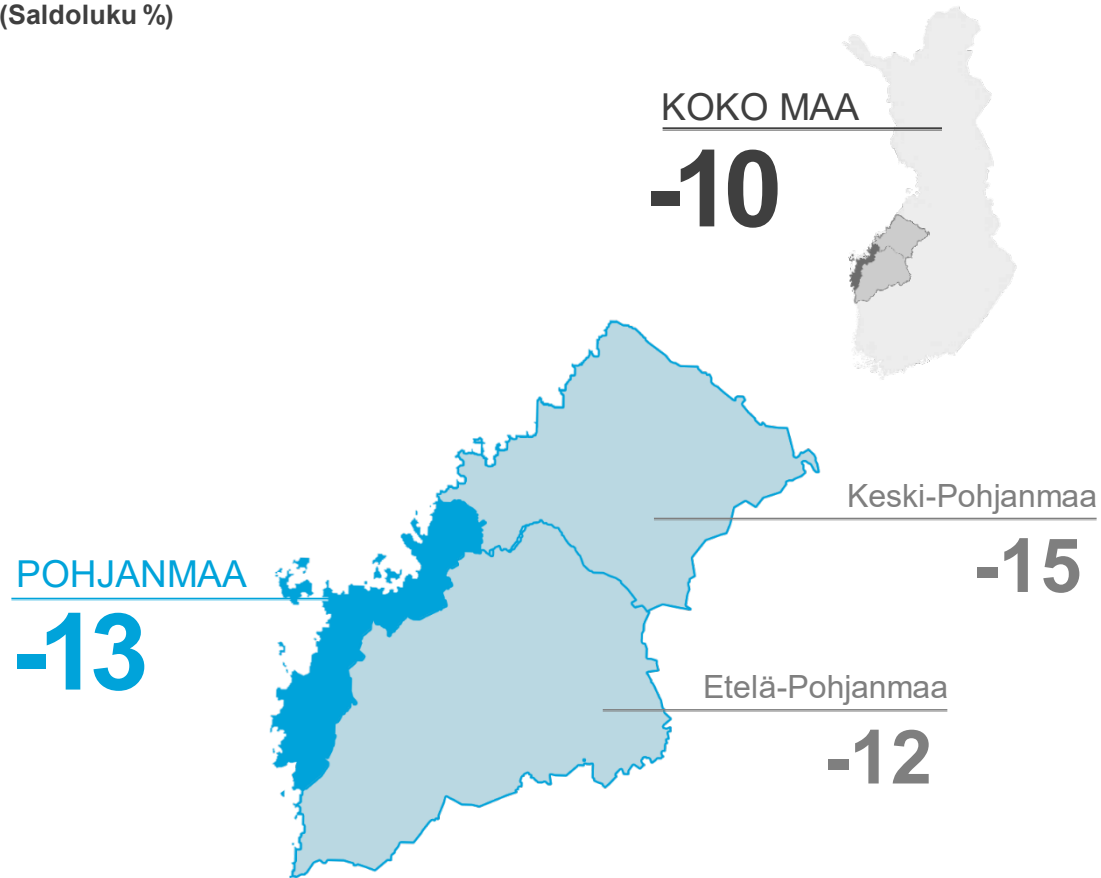 (Saldoluku %)
KOKO MAA
-10
Keski-Pohjanmaa
-15
POHJANMAA
-13
Etelä-Pohjanmaa
-12